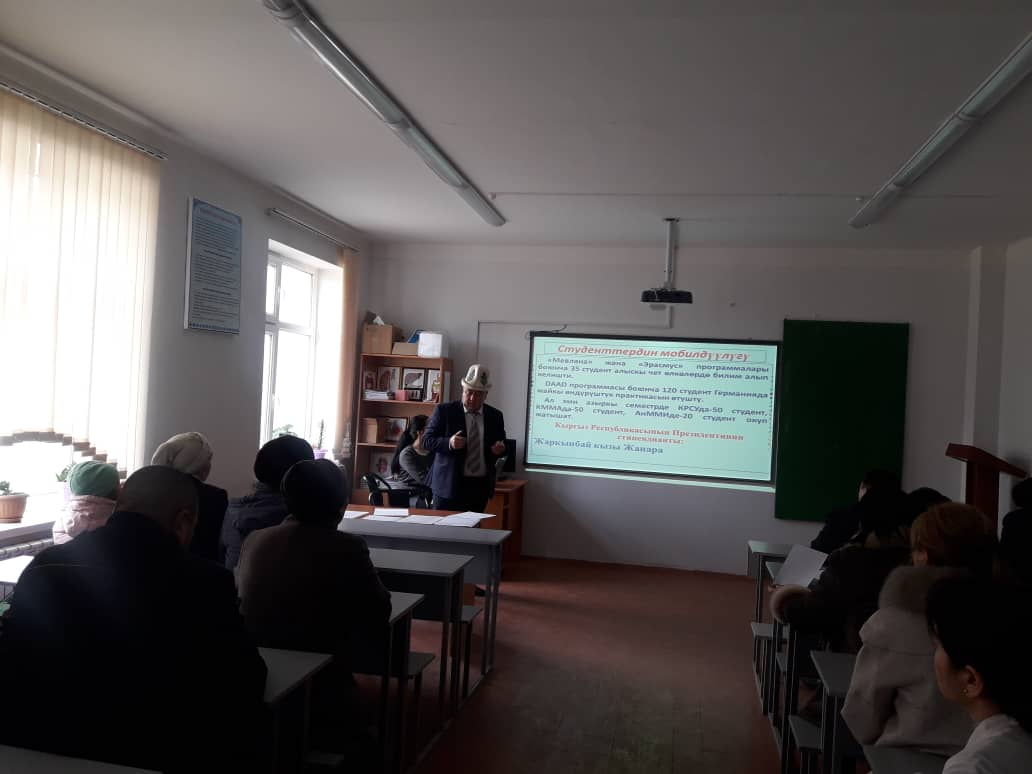 Студенттердин мобилдүүлүгү
«Мевлана» жана «Эрасмус» программалары
боюнча 35 студент алыскы чет өлкөлөрдө билим алып
келишти.
DAAD программасы боюнча 120 студент Германияда
жайкы өндүрүштүк практикасын өтүштү.
Ал эми азыркы семестрде КРСУда-50 студент,
КММАда-50 студент, АнММИде-20 студент окуп
жатышат.
Кыргыз Республикасынын Президентинин
стипендианты:
Жаркынбай кызы Жанара